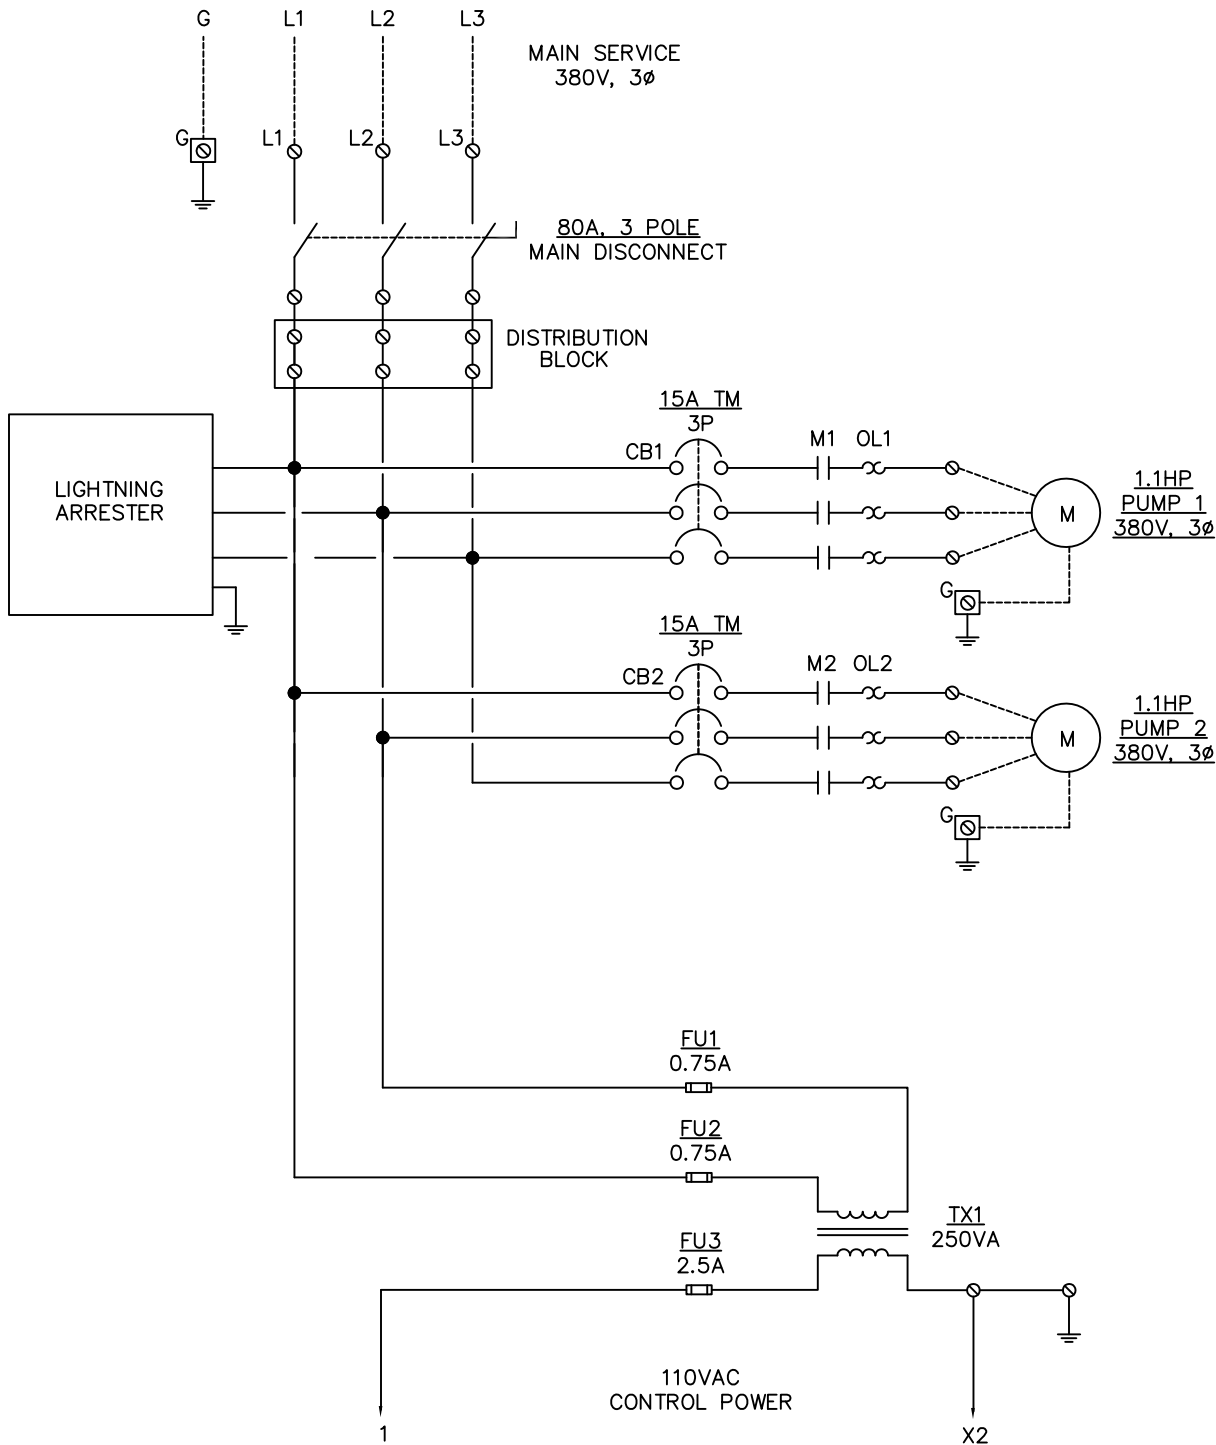 G L1 L2 L3
MAIN SERVICE
380V, 3ø
G L1 L2 L3
80A, 3 POLE
MAIN DISCONNECT
DISTRIBUTION
BLOCK
LIGHTNING
ARRESTER
15A TM
3P
CB1
M1 OL1
M
1.1HP
PUMP 1
380V, 3ø
G
15A TM
3P
CB2
M2 OL2
M
1.1HP
PUMP 2
380V, 3ø
G
FU1
0.75A
FU2
0.75A
TX1
250VA
FU3
2.5A
110VAC
CONTROL POWER
1
X2